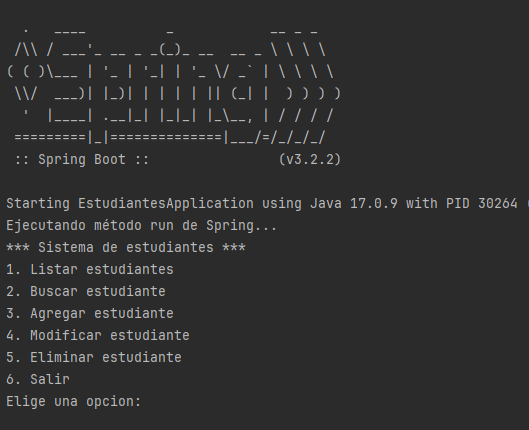 .   ____          _            __ _ _
 /\\ / ___'_ __ _ _(_)_ __  __ _ \ \ \ \
( ( )\___ | '_ | '_| | '_ \/ _` | \ \ \ \
 \\/  ___)| |_)| | | | | || (_| |  ) ) ) )
  '  |____| .__|_| |_|_| |_\__, | / / / /
 =========|_|==============|___/=/_/_/_/
 :: Spring Boot ::                (v3.2.2)
Starting EstudiantesApplication using Java 17.0.9 with PID 30264 (
Ejecutando método run de Spring...
*** Sistema de estudiantes ***
1. Listar estudiantes
2. Buscar estudiante
3. Agregar estudiante
4. Modificar estudiante
5. Eliminar estudiante
6. Salir
Elige una opcion: